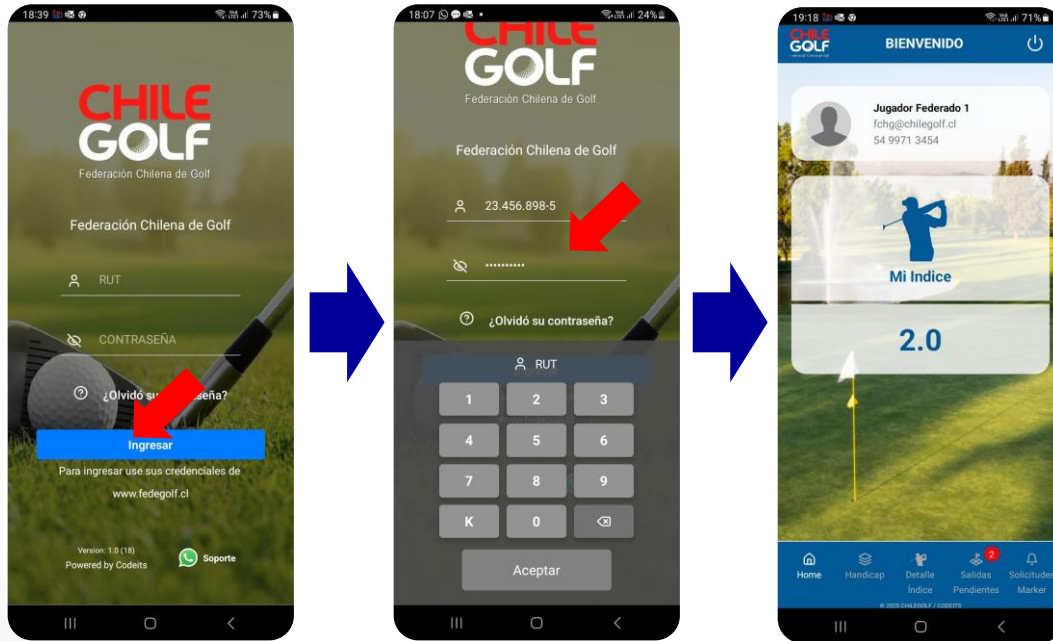 18:39
73%
CHILE
GOLF
Federación Chilena de Golf
Federación Chilena de Golf
RUT
CONTRASEÑA
¿Olvidó su seña?
Ingresar
Para ingresar use sus credenciales de
www.fedegolf.cl
Version: 1.0 (18)
Powered by Codeits
Soporte
18:07
24%
CHILE
GOLF
Federación Chilena de Golf
Federación Chilena de Golf
23.456.898-5
¿Olvidó su contraseña?
RUT
1 2 3
4 5 6
7 8 9
K 0
Aceptar
19:18
71%
CHILE
GOLF
BIENVENIDO
Jugador Federado 1
fchg@chilegolf.cl
54 9971 3454
Mi Indice
2.0
Home
Handicap
Detalle
Índice
Salidas
Pendientes
2
Solicitudes
Marker
© 2025 CHILEGOLF / CODEITS